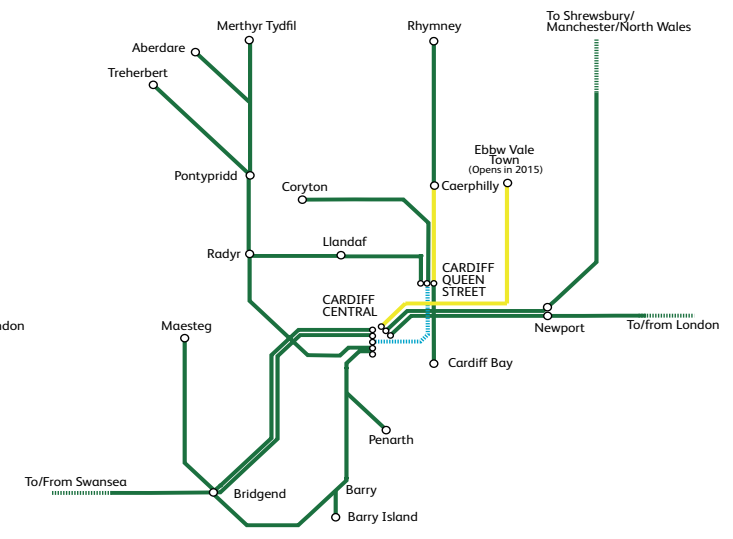 To Shrewsbury/
Manchester/North Wales
Merthyr Tydfil
Rhymney
Aberdare
Treherbert
Ebbw Vale
Town
(Opens in 2015)
Pontypridd
Coryton
Caerphilly
Llandaf
Radyr
CARDIFF
QUEEN
STREET
CARDIFF
CENTRAL
ndon
Maesteg
Newport
To/from London
Cardiff Bay
Penarth
To/From Swansea
Bridgend
Barry
Barry Island